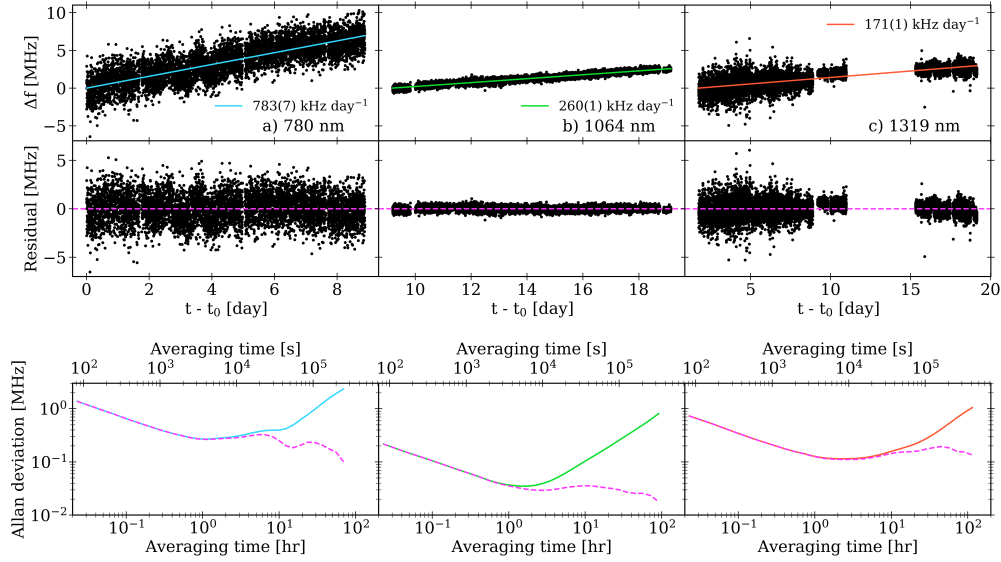 Δf [MHz]
10
5
0
−5
783(7) kHz day⁻¹
a) 780 nm
260(1) kHz day⁻¹
b) 1064 nm
171(1) kHz day⁻¹
c) 1319 nm
Residual [MHz]
5
0
−5
0 2 4 6 8
10 12 14 16 18
5 10 15 20
t - t₀ [day]
t - t₀ [day]
t - t₀ [day]
Averaging time [s]
Averaging time [s]
Averaging time [s]
10² 10³ 10⁴ 10⁵
10² 10³ 10⁴ 10⁵
10² 10³ 10⁴ 10⁵
Allan deviation [MHz]
10⁰
10⁻¹
10⁻²
10⁻¹ 10⁰ 10¹ 10²
10⁻¹ 10⁰ 10¹ 10²
10⁻¹ 10⁰ 10¹ 10²
Averaging time [hr]
Averaging time [hr]
Averaging time [hr]